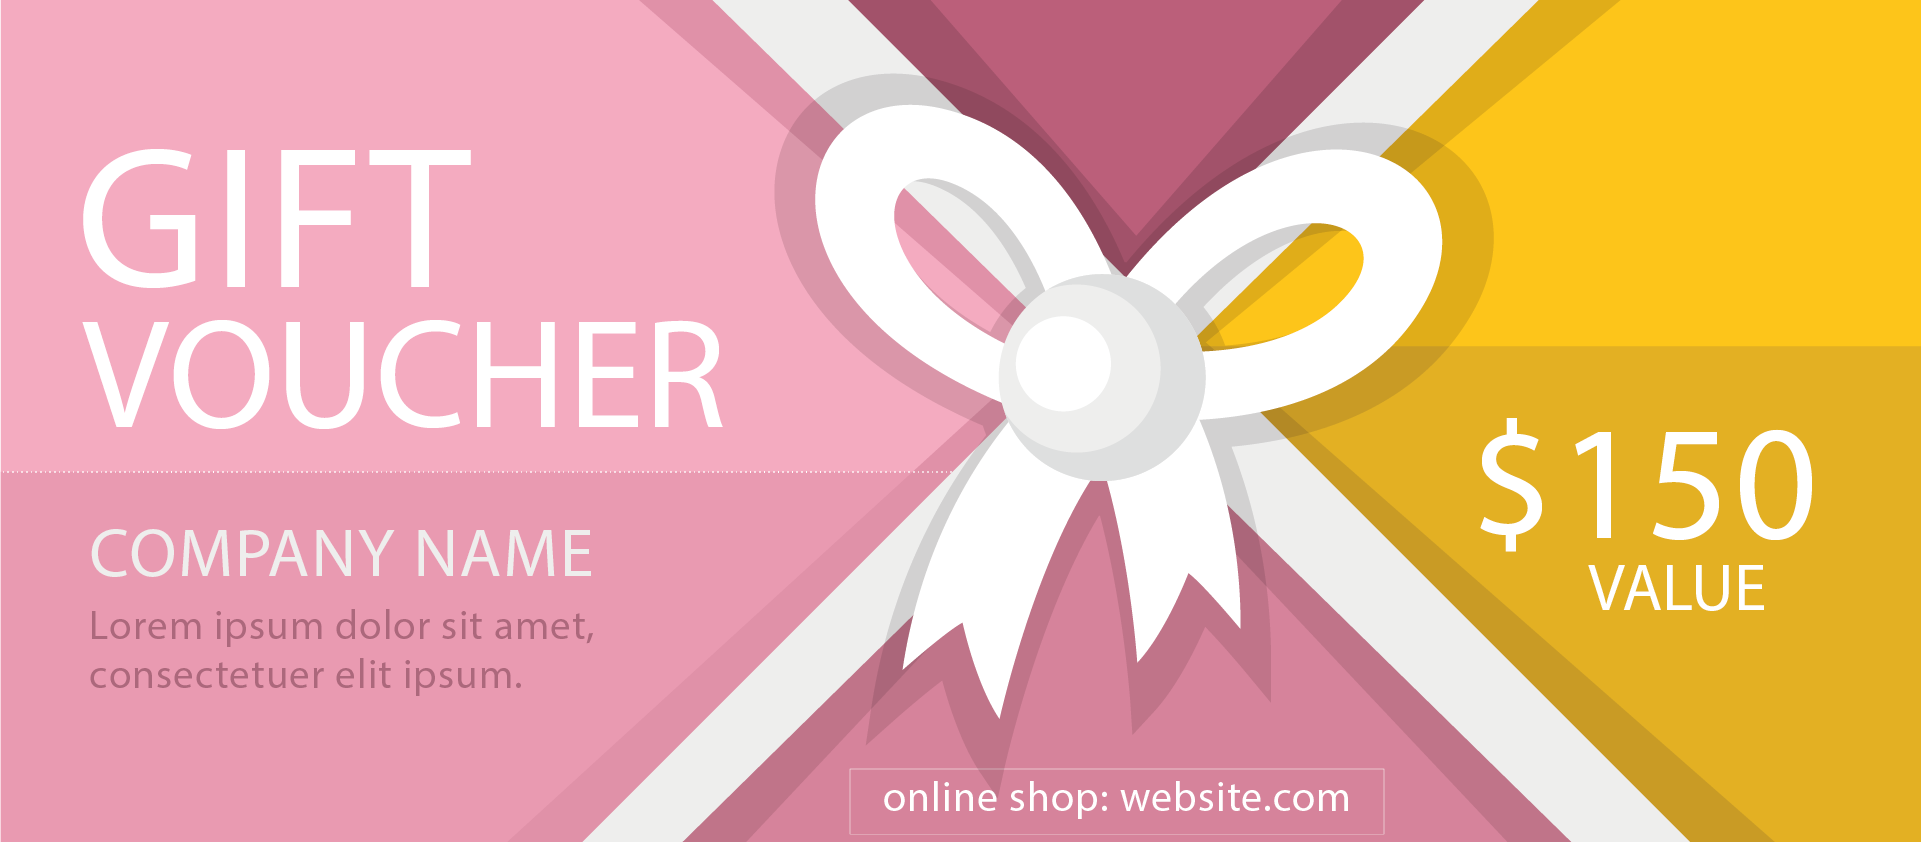 GIFT
VOUCHER
COMPANY NAME
Lorem ipsum dolor sit amet,
consectetuer elit ipsum.
$150
VALUE
online shop: website.com